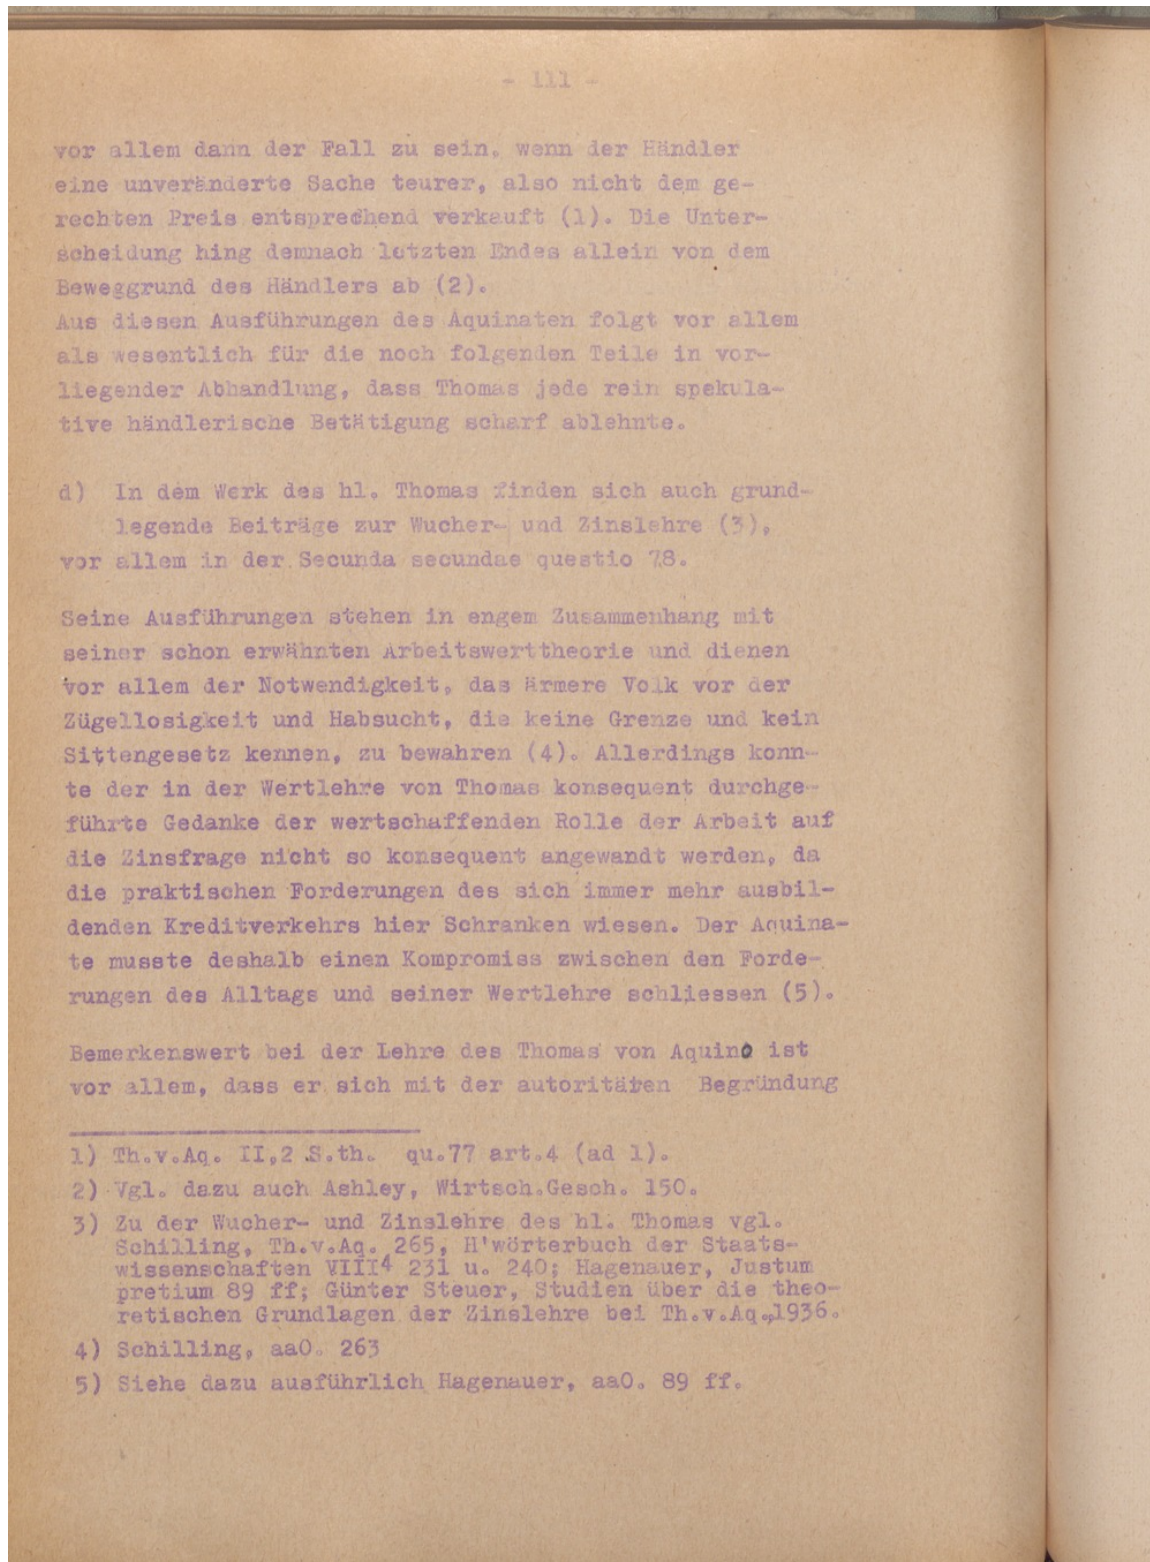 - 111 -
vor allem dann der Fall zu sein, wenn der Händler
eine unveränderte Sache teurer, also nicht dem ge-
rechten Preis entsprechend verkauft (1). Die Unter-
scheidung hing demnach letzten Endes allein von dem
Beweggrund des Händlers ab (2).
Aus diesen Ausführungen des Aquinaten folgt vor allem
als wesentlich für die noch folgenden Teile in vor-
liegender Abhandlung, dass Thomas jede rein spekula-
tive händlerische Betätigung scharf ablehnte.
d) In dem Werk des hl. Thomas finden sich auch grund-
legende Beiträge zur Wucher- und Zinslehre (3),
vor allem in der Secunda secundae questio 78.
Seine Ausführungen stehen in engem Zusammenhang mit
seiner schon erwähnten Arbeitswerttheorie und dienen
vor allem der Notwendigkeit, das ärmere Volk vor der
Zügellosigkeit und Habsucht, die keine Grenze und kein
Sittengesetz kennen, zu bewahren (4). Allerdings konn-
te der in der Wertlehre von Thomas konsequent durchge-
führte Gedanke der wertschaffenden Rolle der Arbeit auf
die Zinsfrage nicht so konsequent angewandt werden, da
die praktischen Forderungen des sich immer mehr ausbil-
denden Kreditverkehrs hier Schranken wiesen. Der Aquina-
te musste deshalb einen Kompromiss zwischen den Forde-
rungen des Alltags und seiner Wertlehre schliessen (5).
Bemerkenswert bei der Lehre des Thomas von Aquino ist
vor allem, dass er sich mit der autoritären Begründung
1) Th.v.Aq. II,2 S.th. qu.77 art.4 (ad 1).
2) Vgl. dazu auch Ashley, Wirtsch.Gesch. 150.
3) Zu der Wucher- und Zinslehre des hl. Thomas vgl.
Schilling, Th.v.Aq. 265, H'wörterbuch der Staats-
wissenschaften VIII⁴ 231 u. 240; Hagenauer, Justum
pretium 89 ff; Günter Steuer, Studien über die theo-
retischen Grundlagen der Zinslehre bei Th.v.Aq.,1936.
4) Schilling, aaO. 263
5) Siehe dazu ausführlich Hagenauer, aaO. 89 ff.